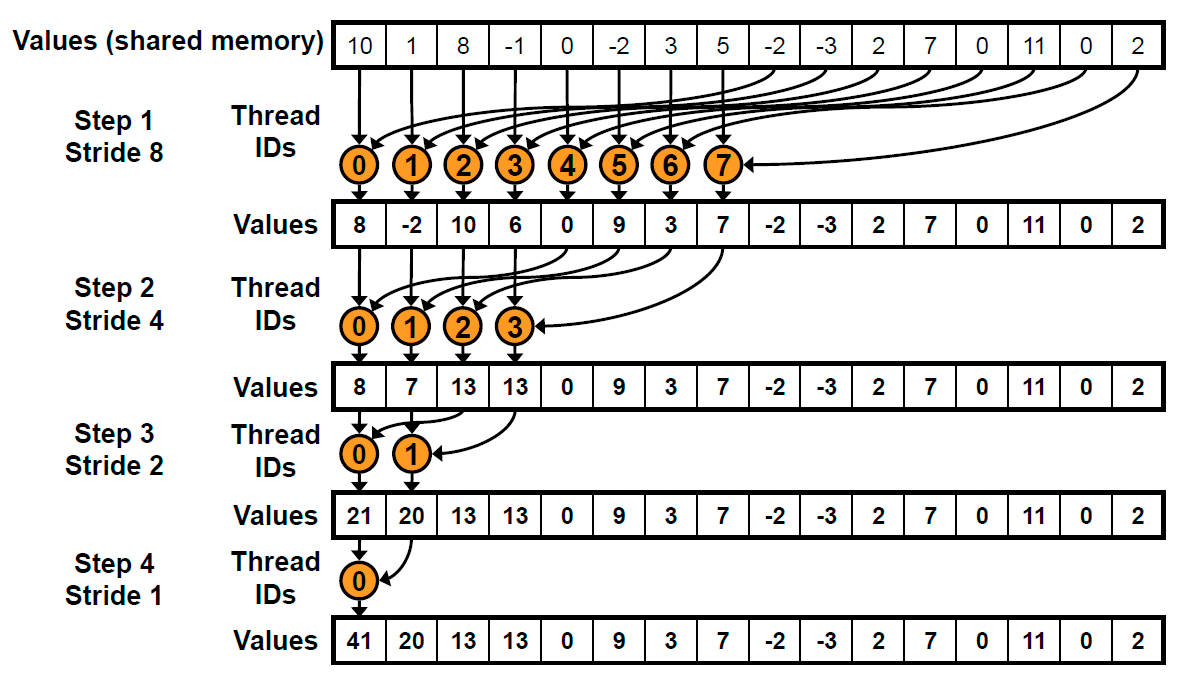 Values (shared memory) 10 1 8 -1 0 -2 3 5 -2 -3 2 7 0 11 0 2
Step 1
Stride 8
Thread
IDs
0 1 2 3 4 5 6 7
Values 8 -2 10 6 0 9 3 7 -2 -3 2 7 0 11 0 2
Step 2
Stride 4
Thread
IDs
0 1 2 3
Values 8 7 13 13 0 9 3 7 -2 -3 2 7 0 11 0 2
Step 3
Stride 2
Thread
IDs
0 1
Values 21 20 13 13 0 9 3 7 -2 -3 2 7 0 11 0 2
Step 4
Stride 1
Thread
IDs
0
Values 41 20 13 13 0 9 3 7 -2 -3 2 7 0 11 0 2